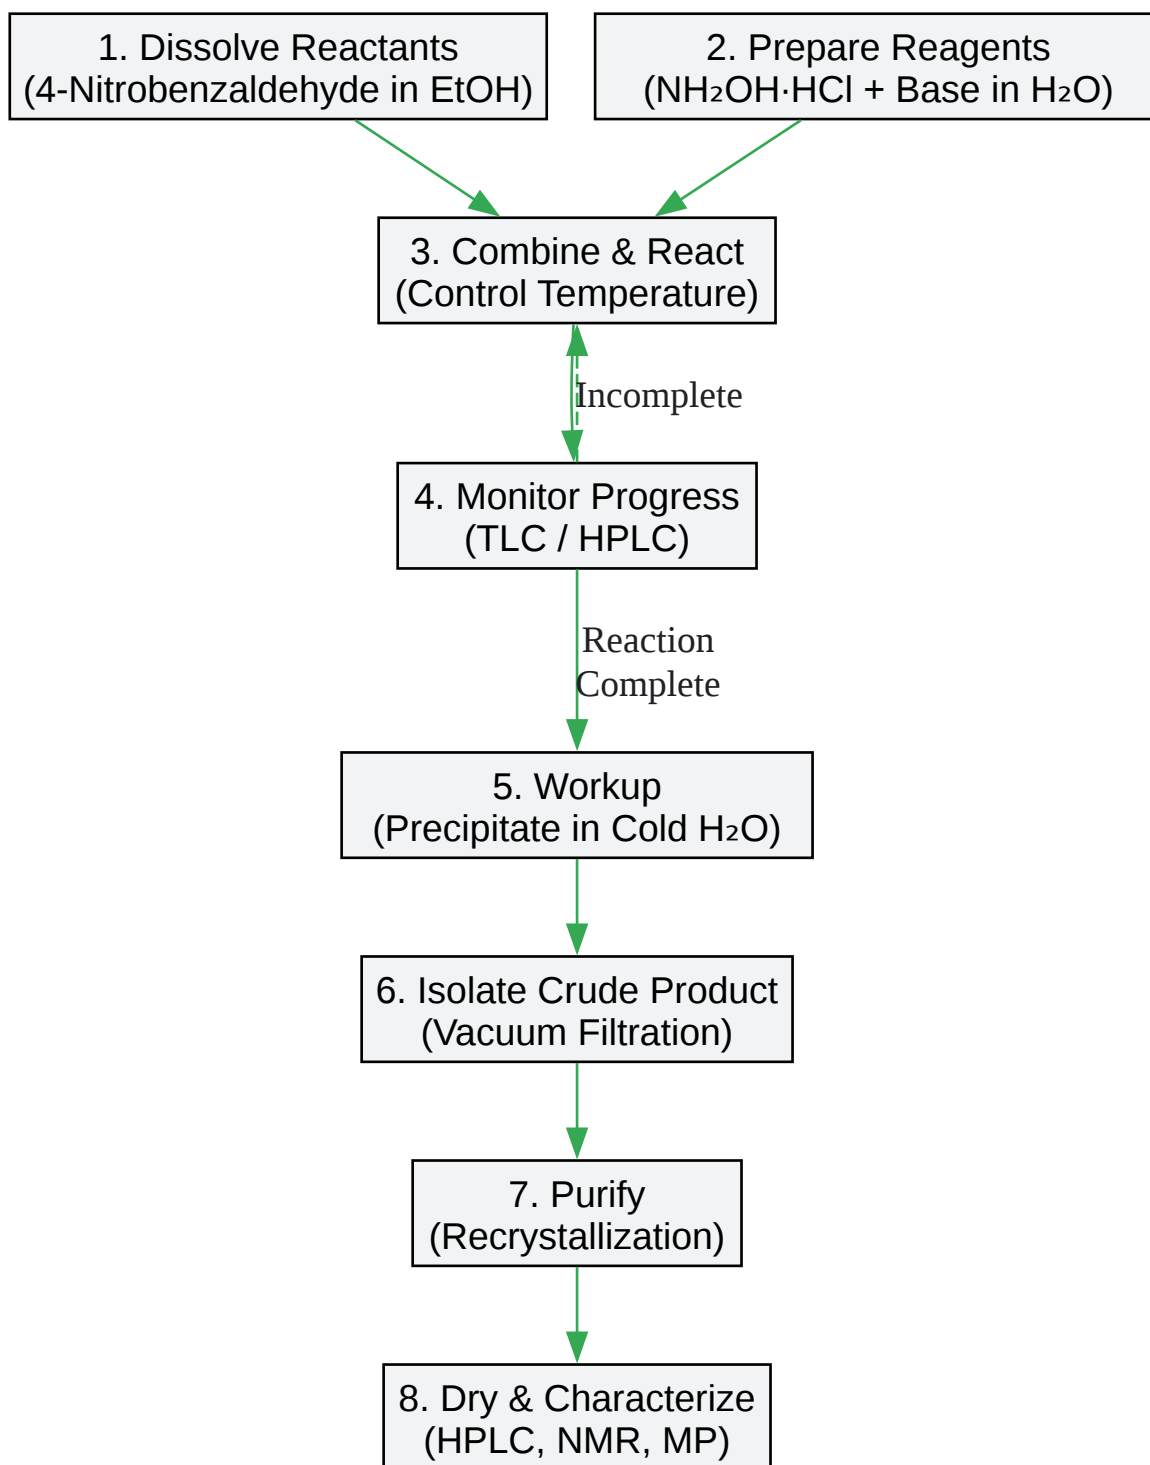 1. Dissolve Reactants
(4-Nitrobenzaldehyde in EtOH)
2. Prepare Reagents
(NH₂OH·HCl + Base in H₂O)
3. Combine & React
(Control Temperature)
Incomplete
4. Monitor Progress
(TLC / HPLC)
Reaction
Complete
5. Workup
(Precipitate in Cold H₂O)
6. Isolate Crude Product
(Vacuum Filtration)
7. Purify
(Recrystallization)
8. Dry & Characterize
(HPLC, NMR, MP)